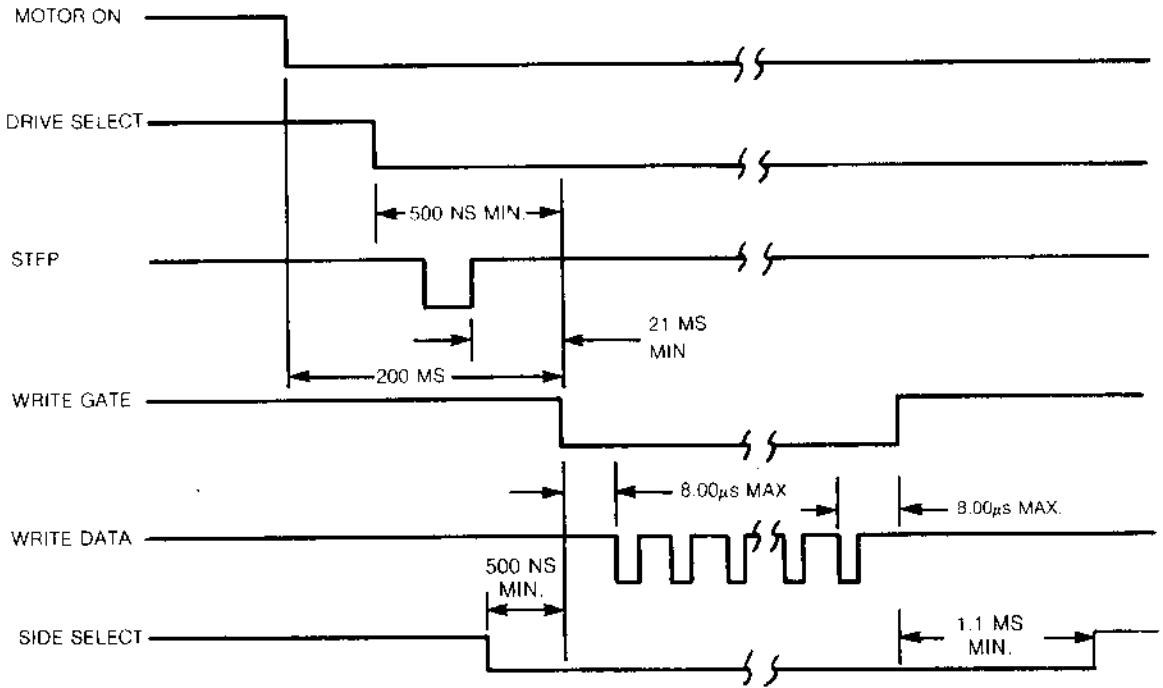 MOTOR ON
DRIVE SELECT
500 NS MIN.
STEP
21 MS
MIN
200 MS
WRITE GATE
8.00µs MAX
8.00µs MAX.
WRITE DATA
500 NS
MIN.
SIDE SELECT
1.1 MS
MIN.